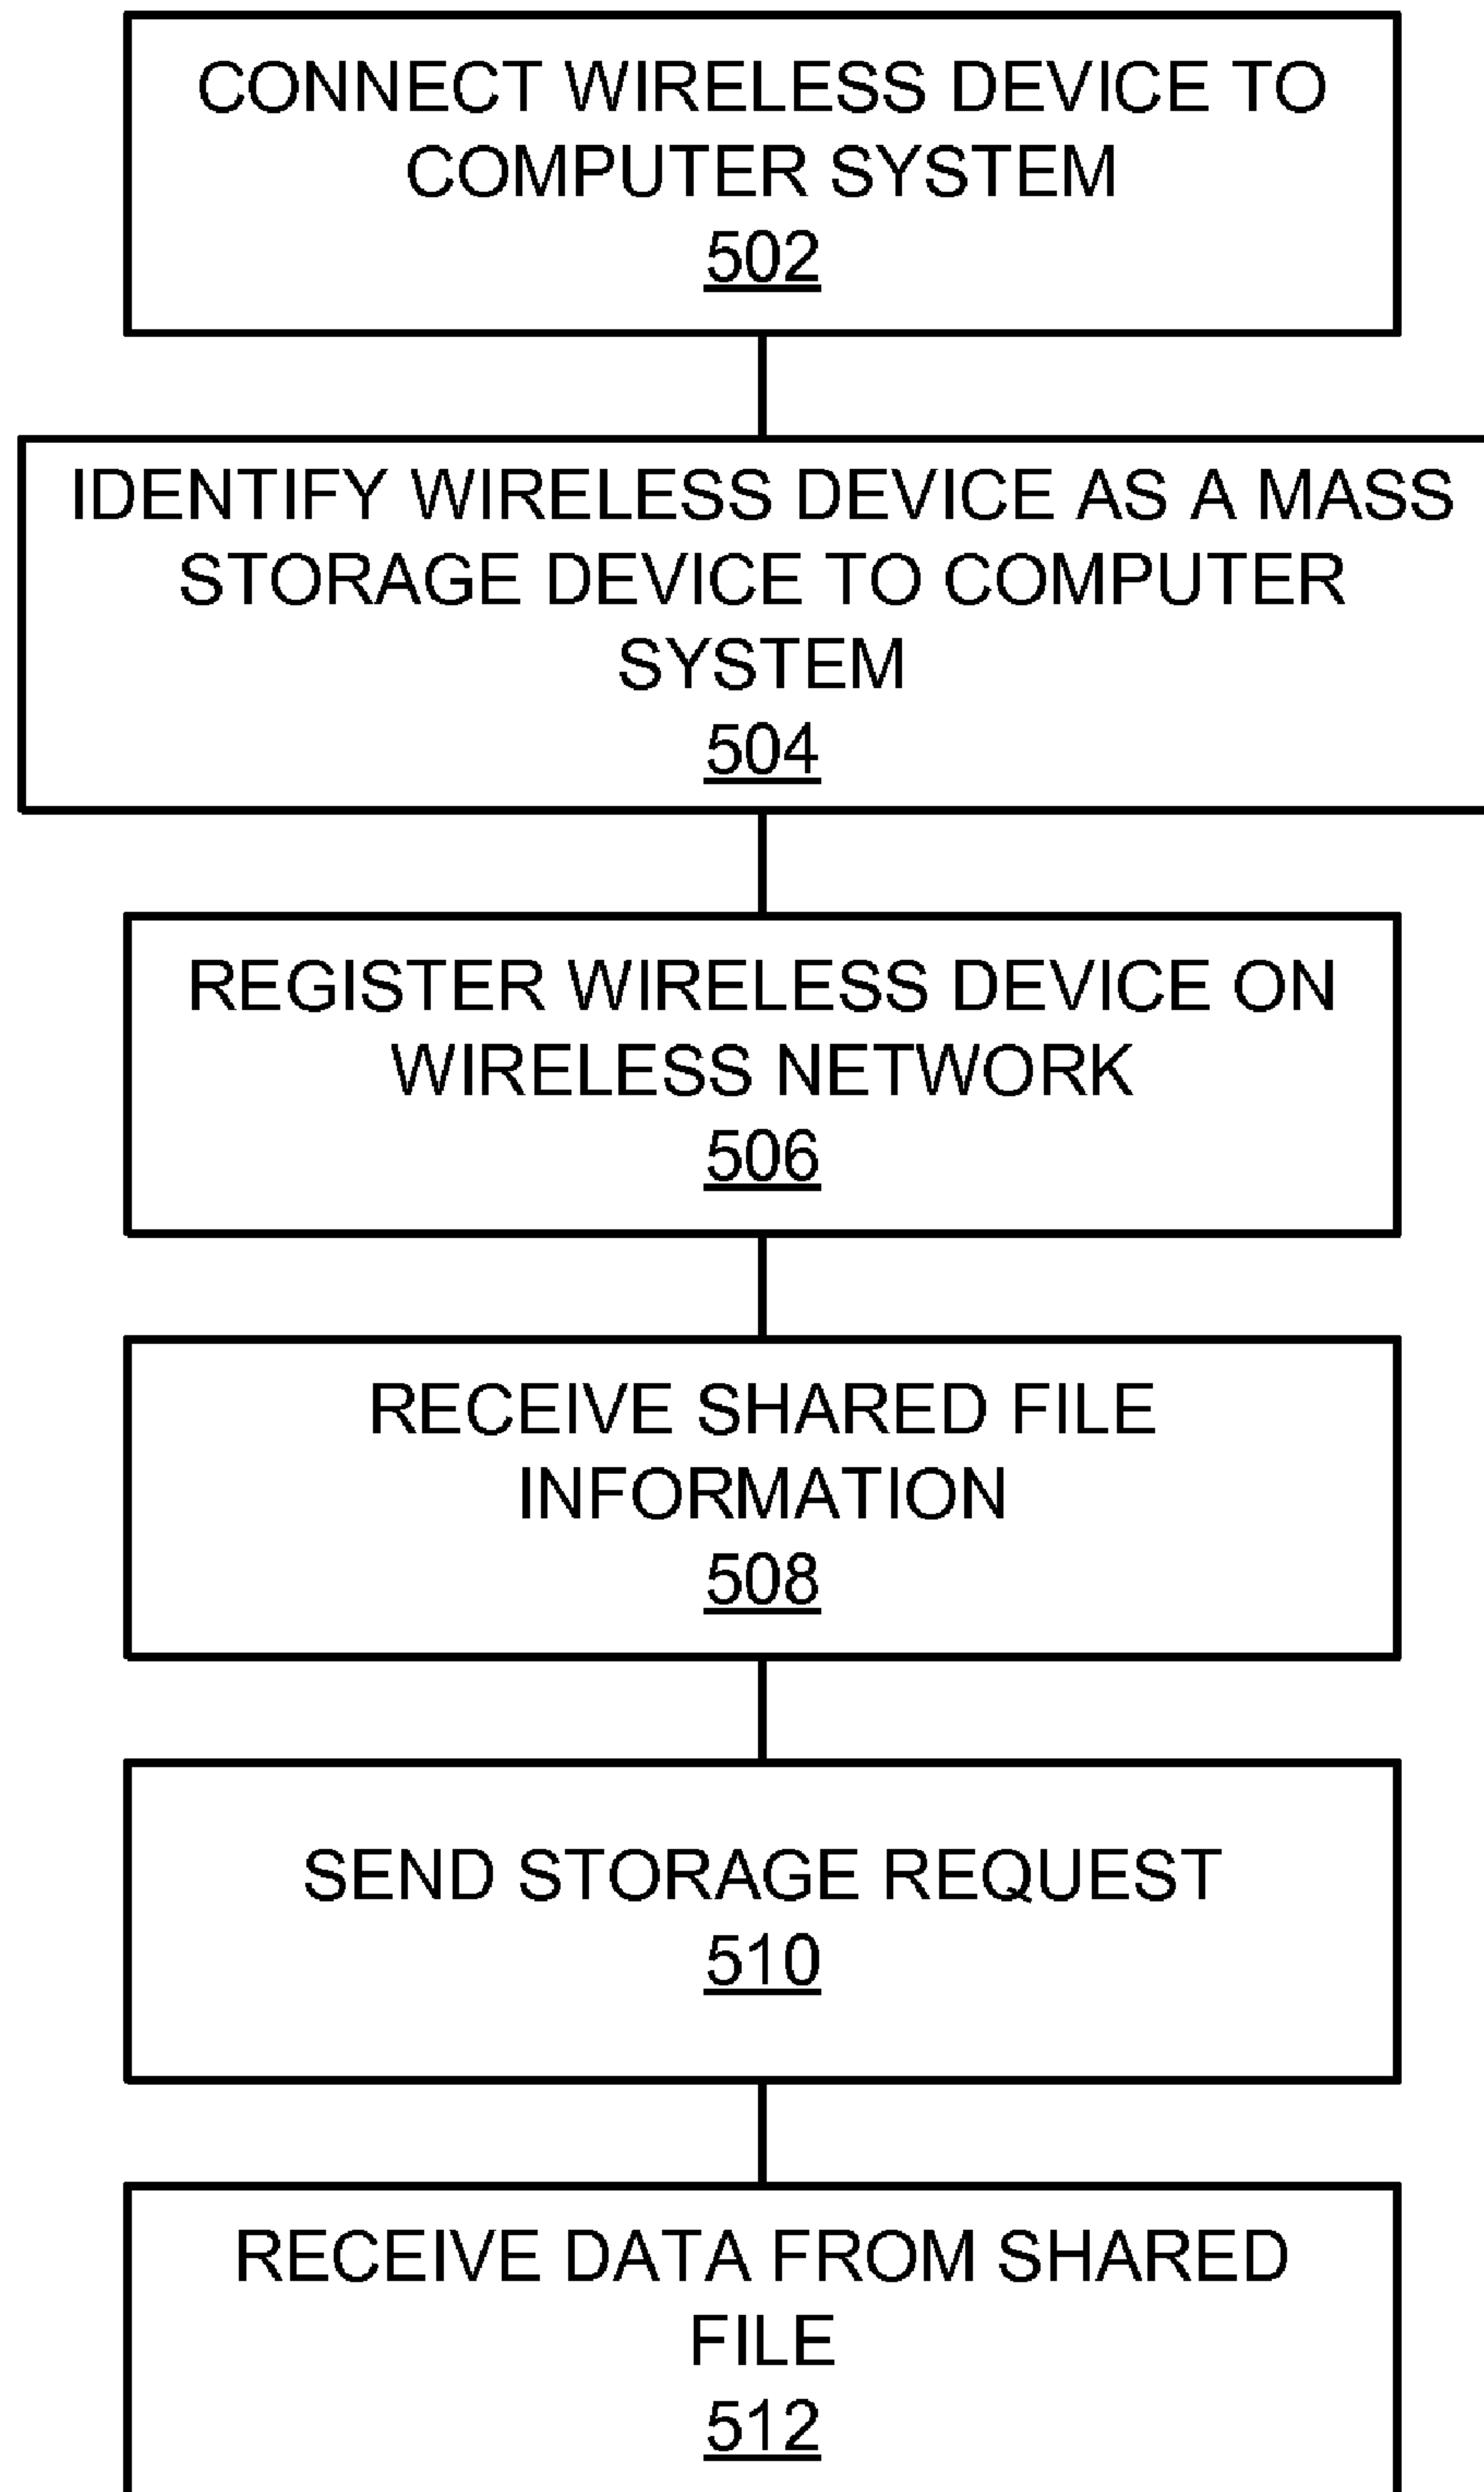 CONNECT WIRELESS DEVICE TO
COMPUTER SYSTEM
502
IDENTIFY WIRELESS DEVICE AS A MASS
STORAGE DEVICE TO COMPUTER
SYSTEM
504
REGISTER WIRELESS DEVICE ON
WIRELESS NETWORK
506
RECEIVE SHARED FILE
INFORMATION
508
SEND STORAGE REQUEST
510
RECEIVE DATA FROM SHARED
FILE
512